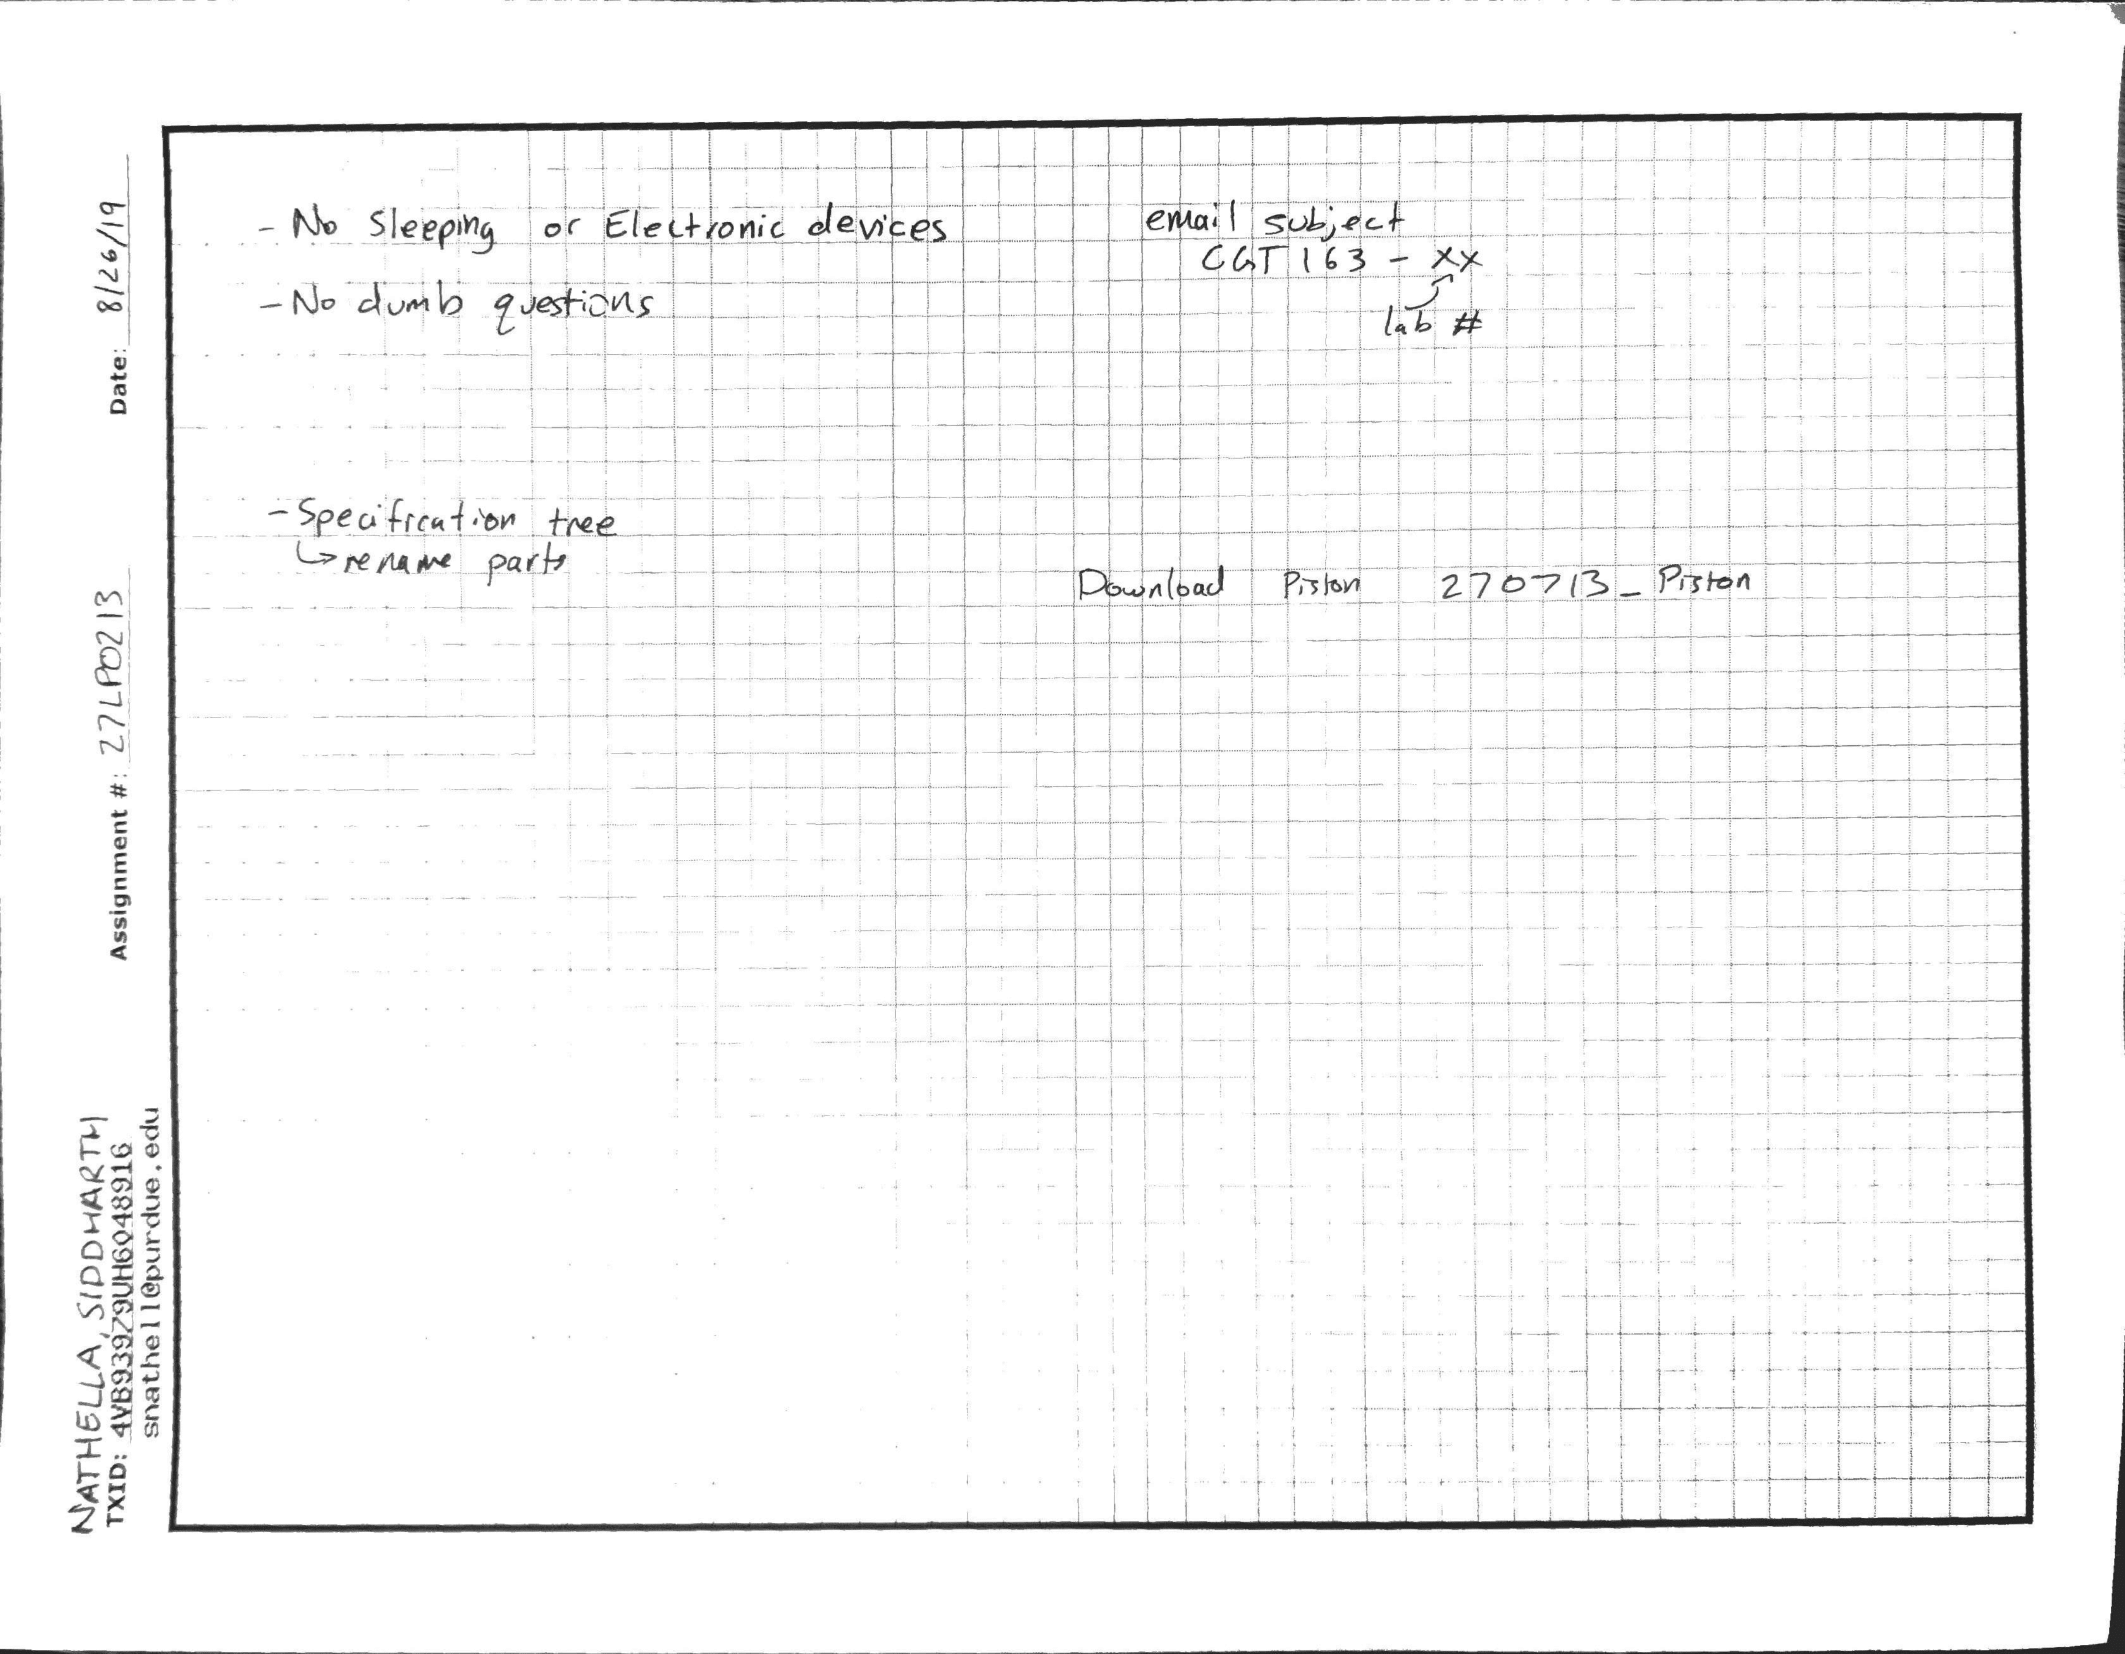 - No Sleeping or Electronic devices
- No dumb questions
email subject
CGT 163 - xx
lab #
- Specification tree
↳ rename parts
Download Piston 270713_Piston
Date: 8/26/19
Assignment #: 27LP0213
NATHELLA, SIDDHARTH
TXID: 4VB939Z9UH6Q48916
snathell@purdue.edu